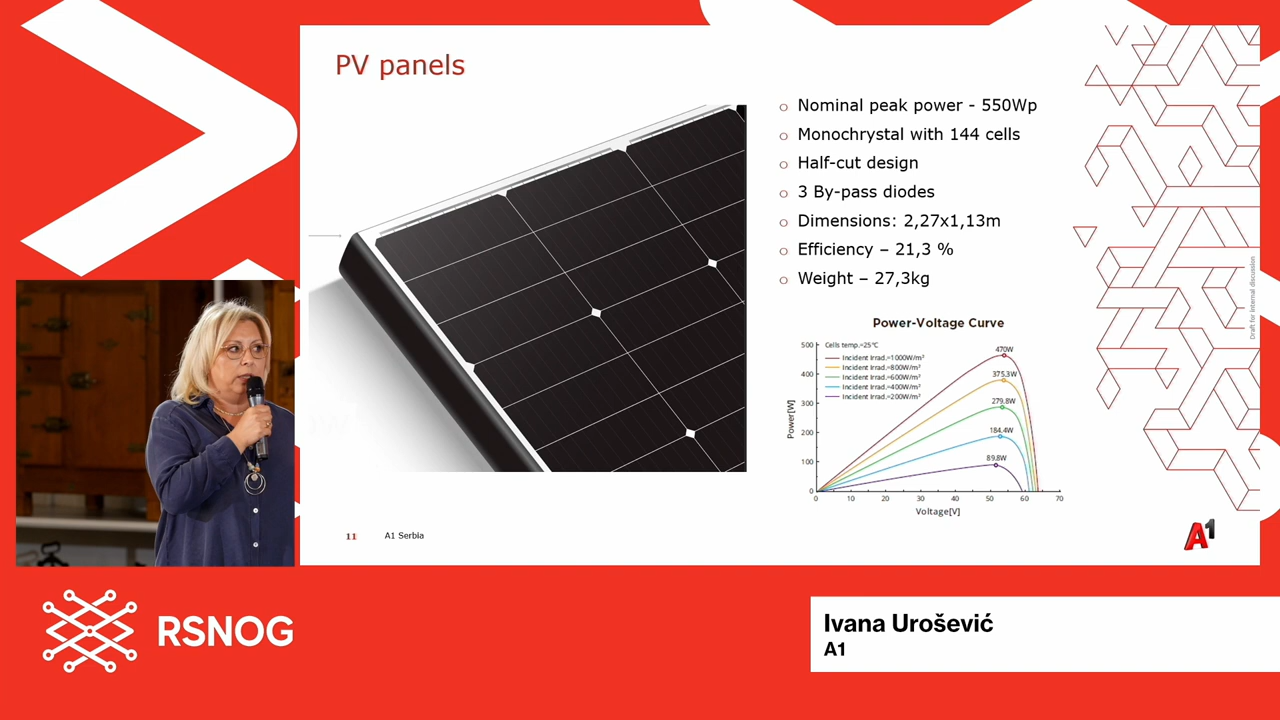 PV panels
Nominal peak power - 550Wp
Monochrystal with 144 cells
Half-cut design
3 By-pass diodes
Dimensions: 2,27x1,13m
Efficiency – 21,3 %
Weight – 27,3kg
Power-Voltage Curve
Cells temp.=25°C
Incident Irrad.=1000W/m²
Incident Irrad.=800W/m²
Incident Irrad.=600W/m²
Incident Irrad.=400W/m²
Incident Irrad.=200W/m²
470W
375.3W
279.8W
184.4W
89.8W
500
400
300
200
100
0
Power[W]
0 10 20 30 40 50 60 70
Voltage[V]
Draft for internal discussion
11 A1 Serbia
A1
RSNOG
Ivana Urošević
A1